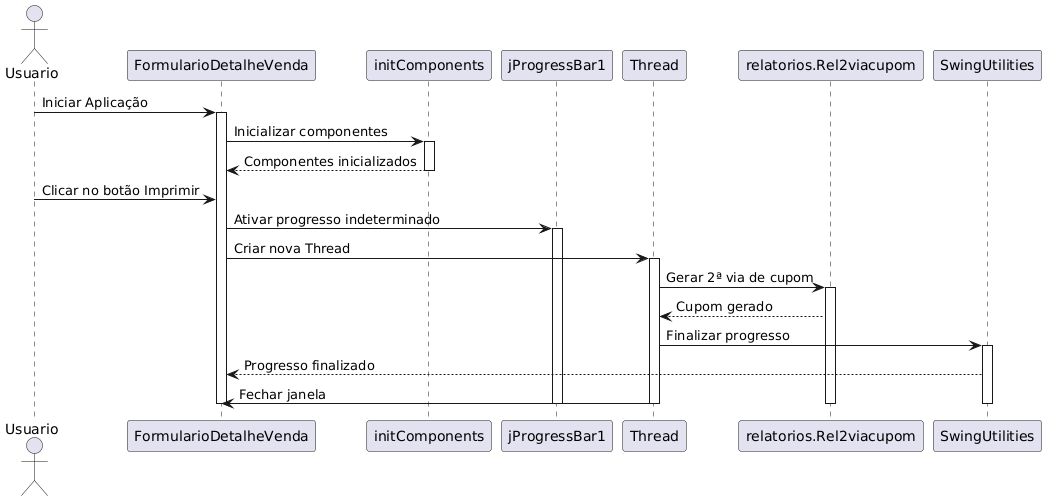 Usuario
FormularioDetalheVenda
initComponents
jProgressBar1
Thread
relatorios.Rel2viacupom
SwingUtilities
Iniciar Aplicação
Inicializar componentes
Componentes inicializados
Clicar no botão Imprimir
Ativar progresso indeterminado
Criar nova Thread
Gerar 2ª via de cupom
Cupom gerado
Finalizar progresso
Progresso finalizado
Fechar janela
Usuario
FormularioDetalheVenda
initComponents
jProgressBar1
Thread
relatorios.Rel2viacupom
SwingUtilities